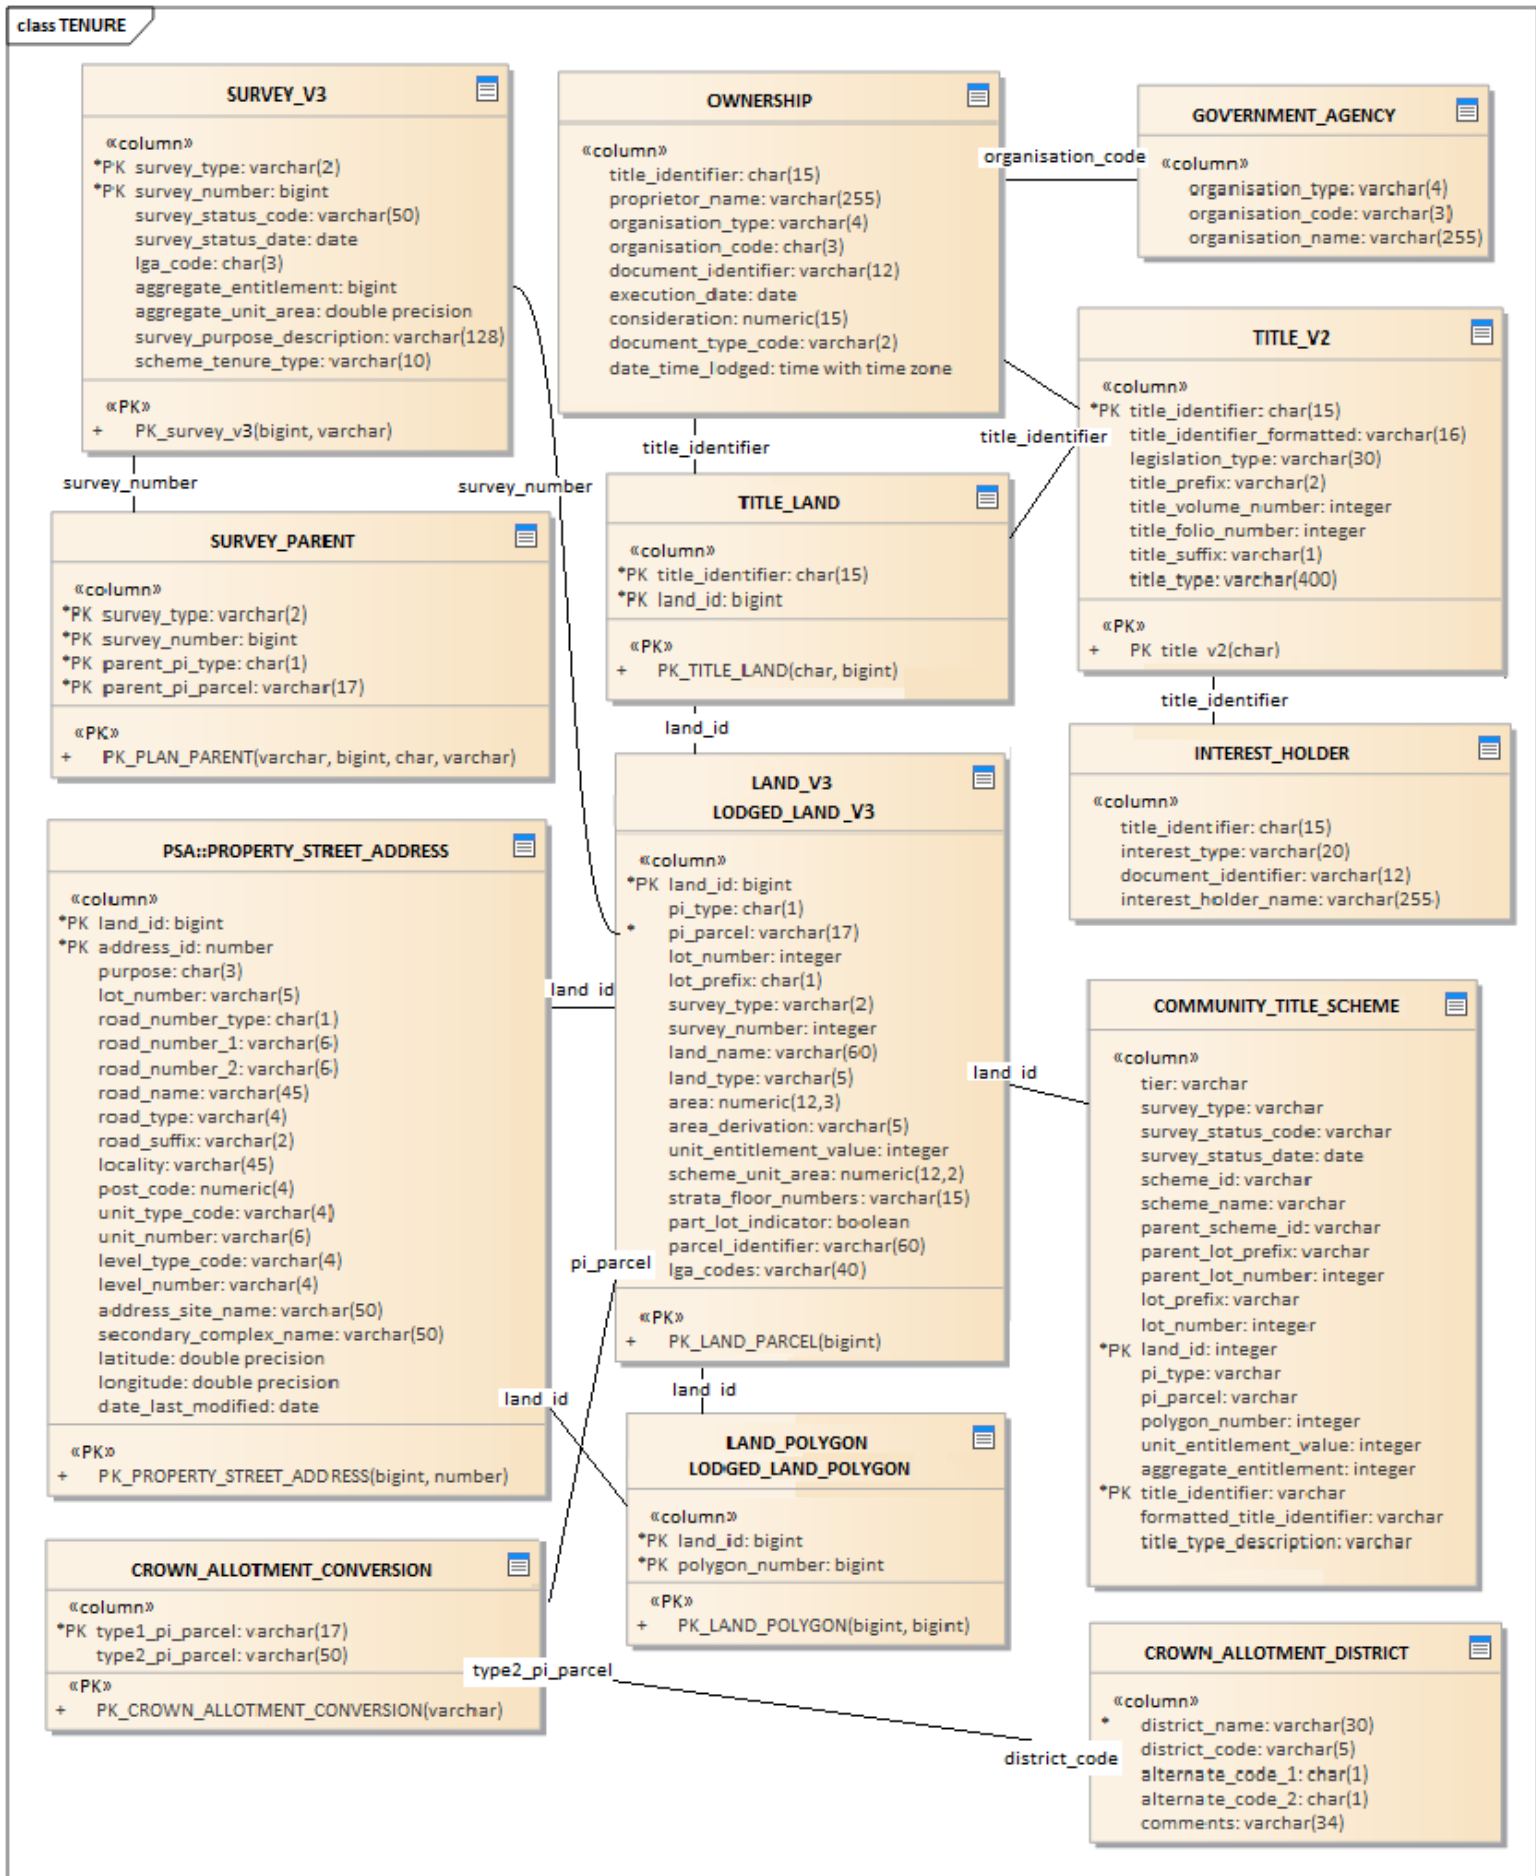 class TENURE
SURVEY_V3
«column»
*PK survey_type: varchar(2)
*PK survey_number: bigint
survey_status_code: varchar(50)
survey_status_date: date
lga_code: char(3)
aggregate_entitlement: bigint
aggregate_unit_area: double precision
survey_purpose_description: varchar(128)
scheme_tenure_type: varchar(10)
«PK»
+ PK_survey_v3(bigint, varchar)
OWNERSHIP
«column»
title_identifier: char(15)
proprietor_name: varchar(255)
organisation_type: varchar(4)
organisation_code: char(3)
document_identifier: varchar(12)
execution_date: date
consideration: numeric(15)
document_type_code: varchar(2)
date_time_lodged: time with time zone
organisation_code
GOVERNMENT_AGENCY
«column»
organisation_type: varchar(4)
organisation_code: varchar(3)
organisation_name: varchar(255)
TITLE_V2
«column»
*PK title_identifier: char(15)
title_identifier_formatted: varchar(16)
legislation_type: varchar(30)
title_prefix: varchar(2)
title_volume_number: integer
title_folio_number: integer
title_suffix: varchar(1)
title_type: varchar(400)
«PK»
+ PK title v2(char)
title_identifier
title_identifier
survey_number
survey_number
SURVEY_PARENT
«column»
*PK survey_type: varchar(2)
*PK survey_number: bigint
*PK parent_pi_type: char(1)
*PK parent_pi_parcel: varchar(17)
«PK»
+ PK_PLAN_PARENT(varchar, bigint, char, varchar)
TITLE_LAND
«column»
*PK title_identifier: char(15)
*PK land_id: bigint
«PK»
+ PK_TITLE_LAND(char, bigint)
title_identifier
land_id
INTEREST_HOLDER
«column»
title_identifier: char(15)
interest_type: varchar(20)
document_identifier: varchar(12)
interest_holder_name: varchar(255)
PSA::PROPERTY_STREET_ADDRESS
«column»
*PK land_id: bigint
*PK address_id: number
purpose: char(3)
lot_number: varchar(5)
road_number_type: char(1)
road_number_1: varchar(6)
road_number_2: varchar(6)
road_name: varchar(45)
road_type: varchar(4)
road_suffix: varchar(2)
locality: varchar(45)
post_code: numeric(4)
unit_type_code: varchar(4)
unit_number: varchar(6)
level_type_code: varchar(4)
level_number: varchar(4)
address_site_name: varchar(50)
secondary_complex_name: varchar(50)
latitude: double precision
longitude: double precision
date_last_modified: date
«PK»
+ PK_PROPERTY_STREET_ADDRESS(bigint, number)
land_id
LAND_V3
LODGED_LAND_V3
«column»
*PK land_id: bigint
pi_type: char(1)
* pi_parcel: varchar(17)
lot_number: integer
lot_prefix: char(1)
survey_type: varchar(2)
survey_number: integer
land_name: varchar(60)
land_type: varchar(5)
area: numeric(12,3)
area_derivation: varchar(5)
unit_entitlement_value: integer
scheme_unit_area: numeric(12,2)
strata_floor_numbers: varchar(15)
part_lot_indicator: boolean
parcel_identifier: varchar(60)
lga_codes: varchar(40)
«PK»
+ PK_LAND_PARCEL(bigint)
land_id
COMMUNITY_TITLE_SCHEME
«column»
tier: varchar
survey_type: varchar
survey_status_code: varchar
survey_status_date: date
scheme_id: varchar
scheme_name: varchar
parent_scheme_id: varchar
parent_lot_prefix: varchar
parent_lot_number: integer
lot_prefix: varchar
lot_number: integer
*PK land_id: integer
pi_type: varchar
pi_parcel: varchar
polygon_number: integer
unit_entitlement_value: integer
aggregate_entitlement: integer
*PK title_identifier: varchar
formatted_title_identifier: varchar
title_type_description: varchar
pi_parcel
land_id
land_id
LAND_POLYGON
LODGED_LAND_POLYGON
«column»
*PK land_id: bigint
*PK polygon_number: bigint
«PK»
+ PK_LAND_POLYGON(bigint, bigint)
CROWN_ALLOTMENT_CONVERSION
«column»
*PK type1_pi_parcel: varchar(17)
type2_pi_parcel: varchar(50)
«PK»
+ PK_CROWN_ALLOTMENT_CONVERSION(varchar)
type2_pi_parcel
district_code
CROWN_ALLOTMENT_DISTRICT
«column»
* district_name: varchar(30)
district_code: varchar(5)
alternate_code_1: char(1)
alternate_code_2: char(1)
comments: varchar(34)